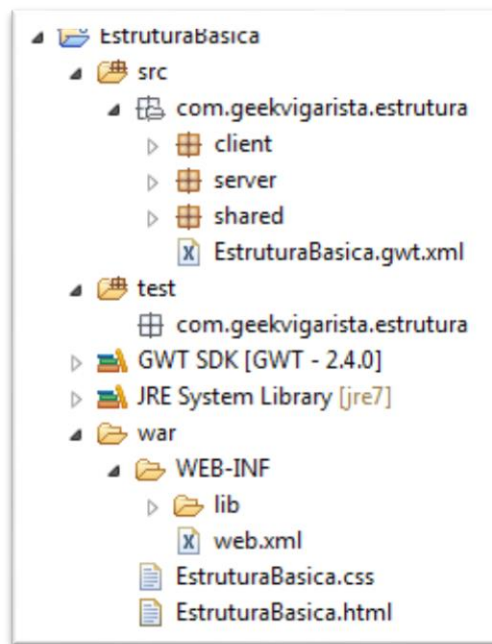 EstruturaBasica
src
com.geekvigarista.estrutura
client
server
shared
EstruturaBasica.gwt.xml
test
com.geekvigarista.estrutura
GWT SDK [GWT - 2.4.0]
JRE System Library [jre7]
war
WEB-INF
lib
web.xml
EstruturaBasica.css
EstruturaBasica.html